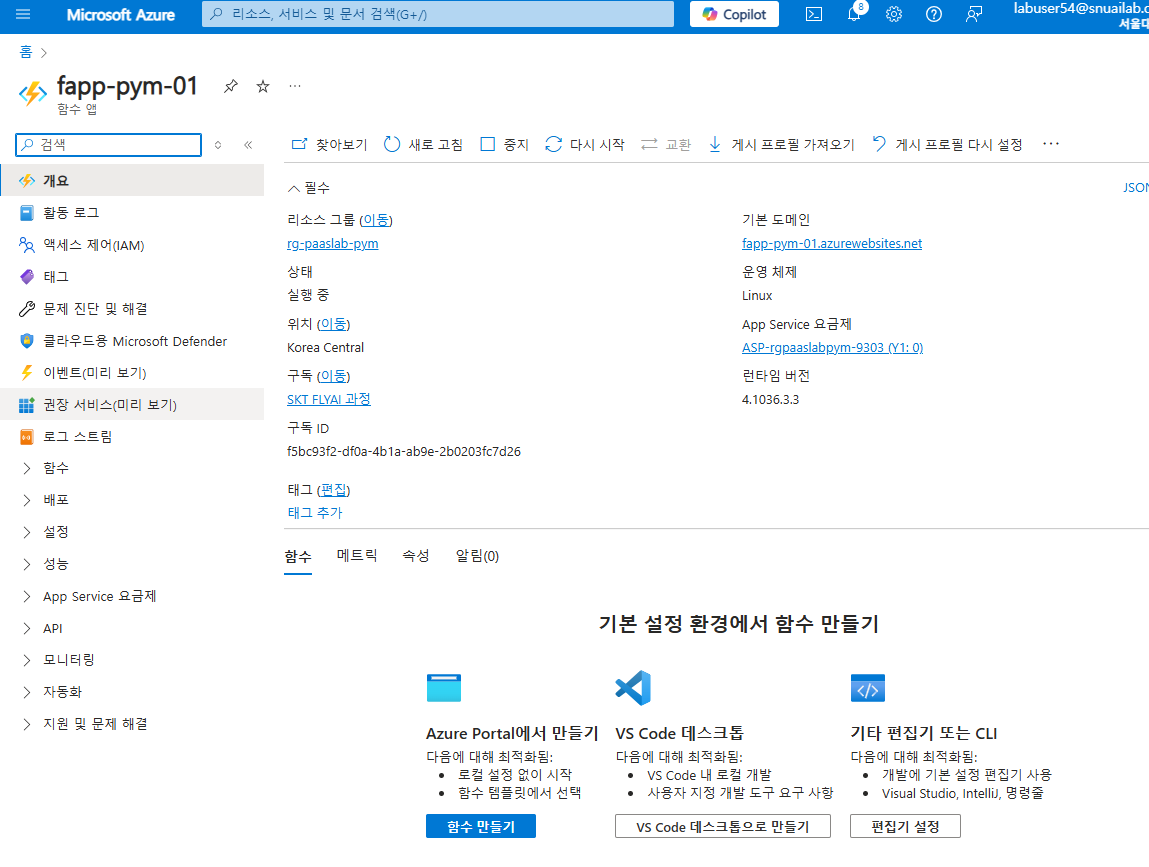 Microsoft Azure
리소스, 서비스 및 문서 검색(G+/)
Copilot
8
labuser54@snuailab.c
서울대
홈
fapp-pym-01
함수 앱
검색
찾아보기
새로 고침
중지
다시 시작
교환
게시 프로필 가져오기
게시 프로필 다시 설정
개요
활동 로그
액세스 제어(IAM)
태그
문제 진단 및 해결
클라우드용 Microsoft Defender
이벤트(미리 보기)
권장 서비스(미리 보기)
로그 스트림
함수
배포
설정
성능
App Service 요금제
API
모니터링
자동화
지원 및 문제 해결
필수
JSON
리소스 그룹 (이동)
rg-paaslab-pym
상태
실행 중
위치 (이동)
Korea Central
구독 (이동)
SKT FLYAI 과정
구독 ID
f5bc93f2-df0a-4b1a-ab9e-2b0203fc7d26
태그 (편집)
태그 추가
기본 도메인
fapp-pym-01.azurewebsites.net
운영 체제
Linux
App Service 요금제
ASP-rgpaaslabpym-9303 (Y1: 0)
런타임 버전
4.1036.3.3
함수
메트릭
속성
알림(0)
기본 설정 환경에서 함수 만들기
Azure Portal에서 만들기
다음에 대해 최적화됨:
로컬 설정 없이 시작
함수 템플릿에서 선택
함수 만들기
VS Code 데스크톱
다음에 대해 최적화됨:
VS Code 내 로컬 개발
사용자 지정 개발 도구 요구 사항
VS Code 데스크톱으로 만들기
기타 편집기 또는 CLI
다음에 대해 최적화됨:
개발에 기본 설정 편집기 사용
Visual Studio, IntelliJ, 명령줄
편집기 설정